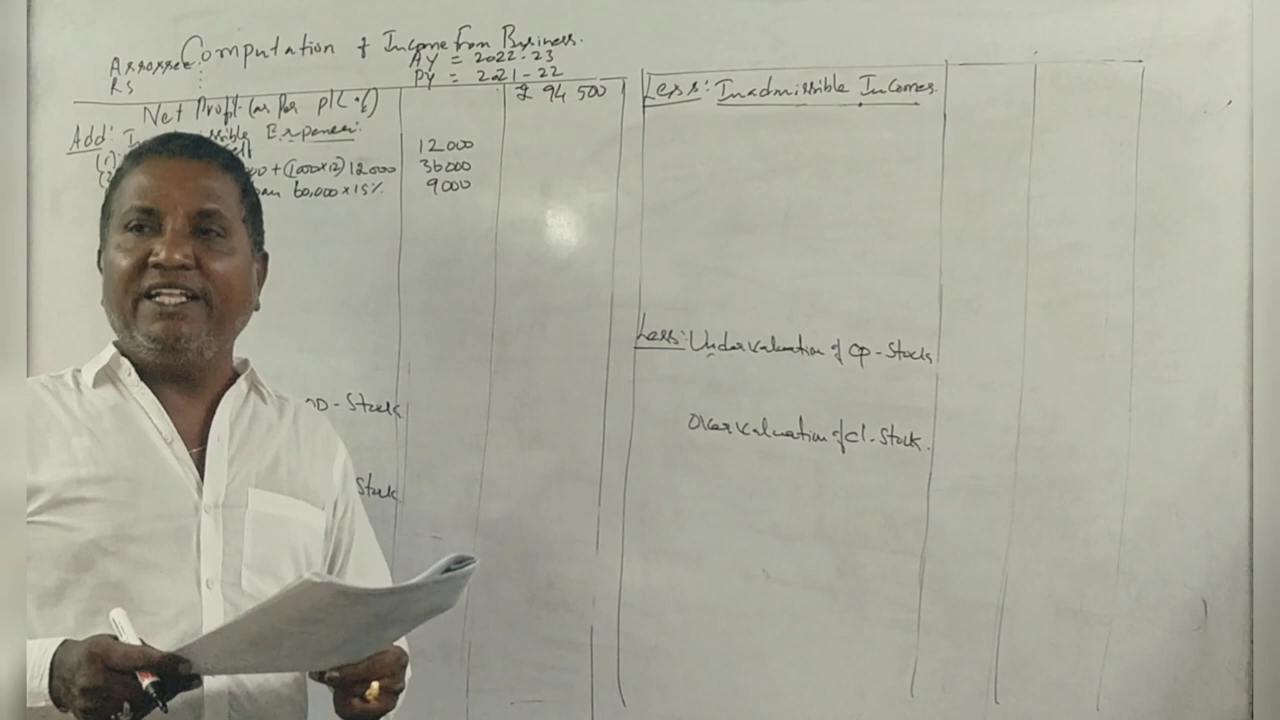 Computation of Income from Business.
Assessee:
AY = 2022-23
RS
PY = 2021-22
Net Profit (as per P/L a/c)
₹ 94 500
Add:
Expenses:
12000
+ (1000×12) 12000
36000
60,000 × 15%
9000
- Stock
Stock
Less: Inadmissible Incomes.
Less: Undervaluation of op-Stock
Overvaluation of cl-Stock.